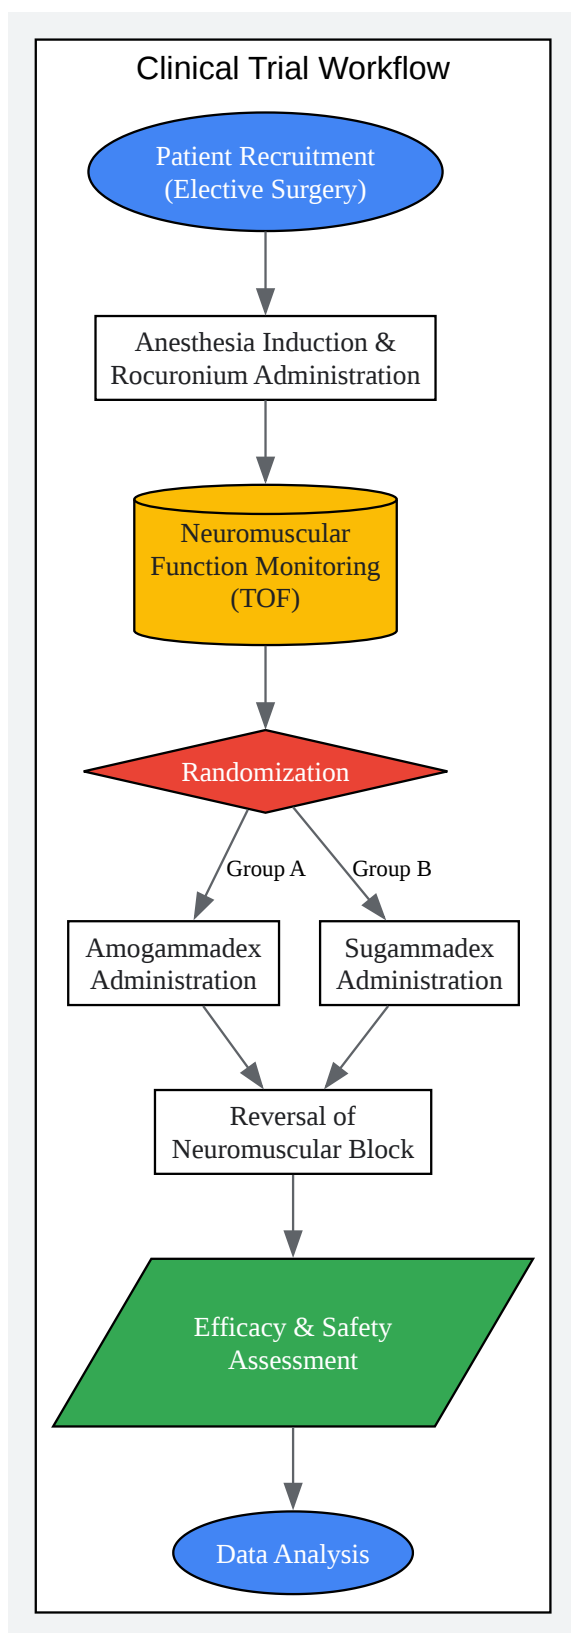 Clinical Trial Workflow
Patient Recruitment
(Elective Surgery)
Anesthesia Induction &
Rocuronium Administration
Neuromuscular
Function Monitoring
(TOF)
Randomization
Group A
Group B
Amogammadex
Administration
Sugammadex
Administration
Reversal of
Neuromuscular Block
Efficacy & Safety
Assessment
Data Analysis